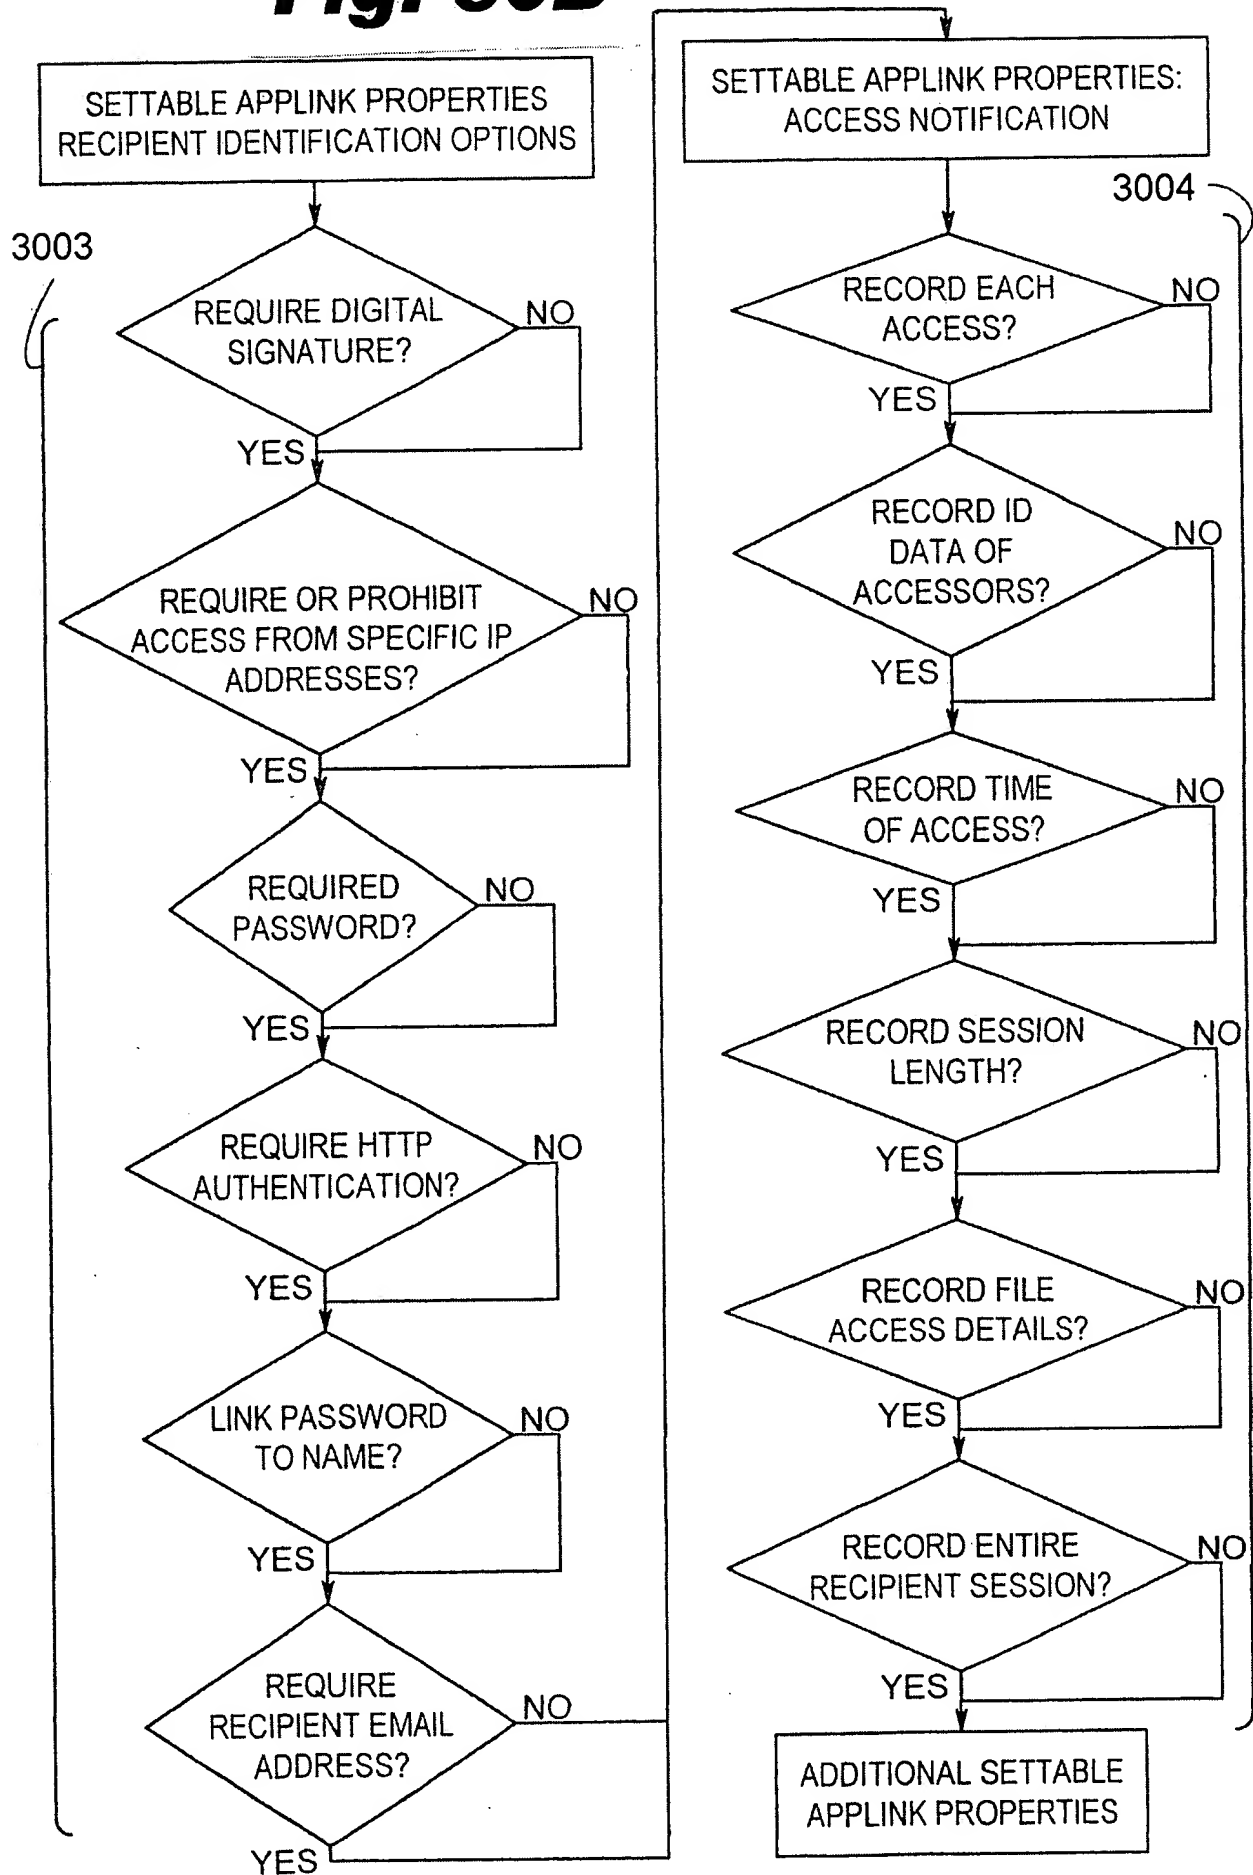 SETTABLE APPLINK PROPERTIES
RECIPIENT IDENTIFICATION OPTIONS
3003
REQUIRE DIGITAL
SIGNATURE?
NO
YES
REQUIRE OR PROHIBIT
ACCESS FROM SPECIFIC IP
ADDRESSES?
NO
YES
REQUIRED
PASSWORD?
NO
YES
REQUIRE HTTP
AUTHENTICATION?
NO
YES
LINK PASSWORD
TO NAME?
NO
YES
REQUIRE
RECIPIENT EMAIL
ADDRESS?
NO
YES
SETTABLE APPLINK PROPERTIES:
ACCESS NOTIFICATION
3004
RECORD EACH
ACCESS?
NO
YES
RECORD ID
DATA OF
ACCESSORS?
NO
YES
RECORD TIME
OF ACCESS?
NO
YES
RECORD SESSION
LENGTH?
NO
YES
RECORD FILE
ACCESS DETAILS?
NO
YES
RECORD ENTIRE
RECIPIENT SESSION?
NO
YES
ADDITIONAL SETTABLE
APPLINK PROPERTIES